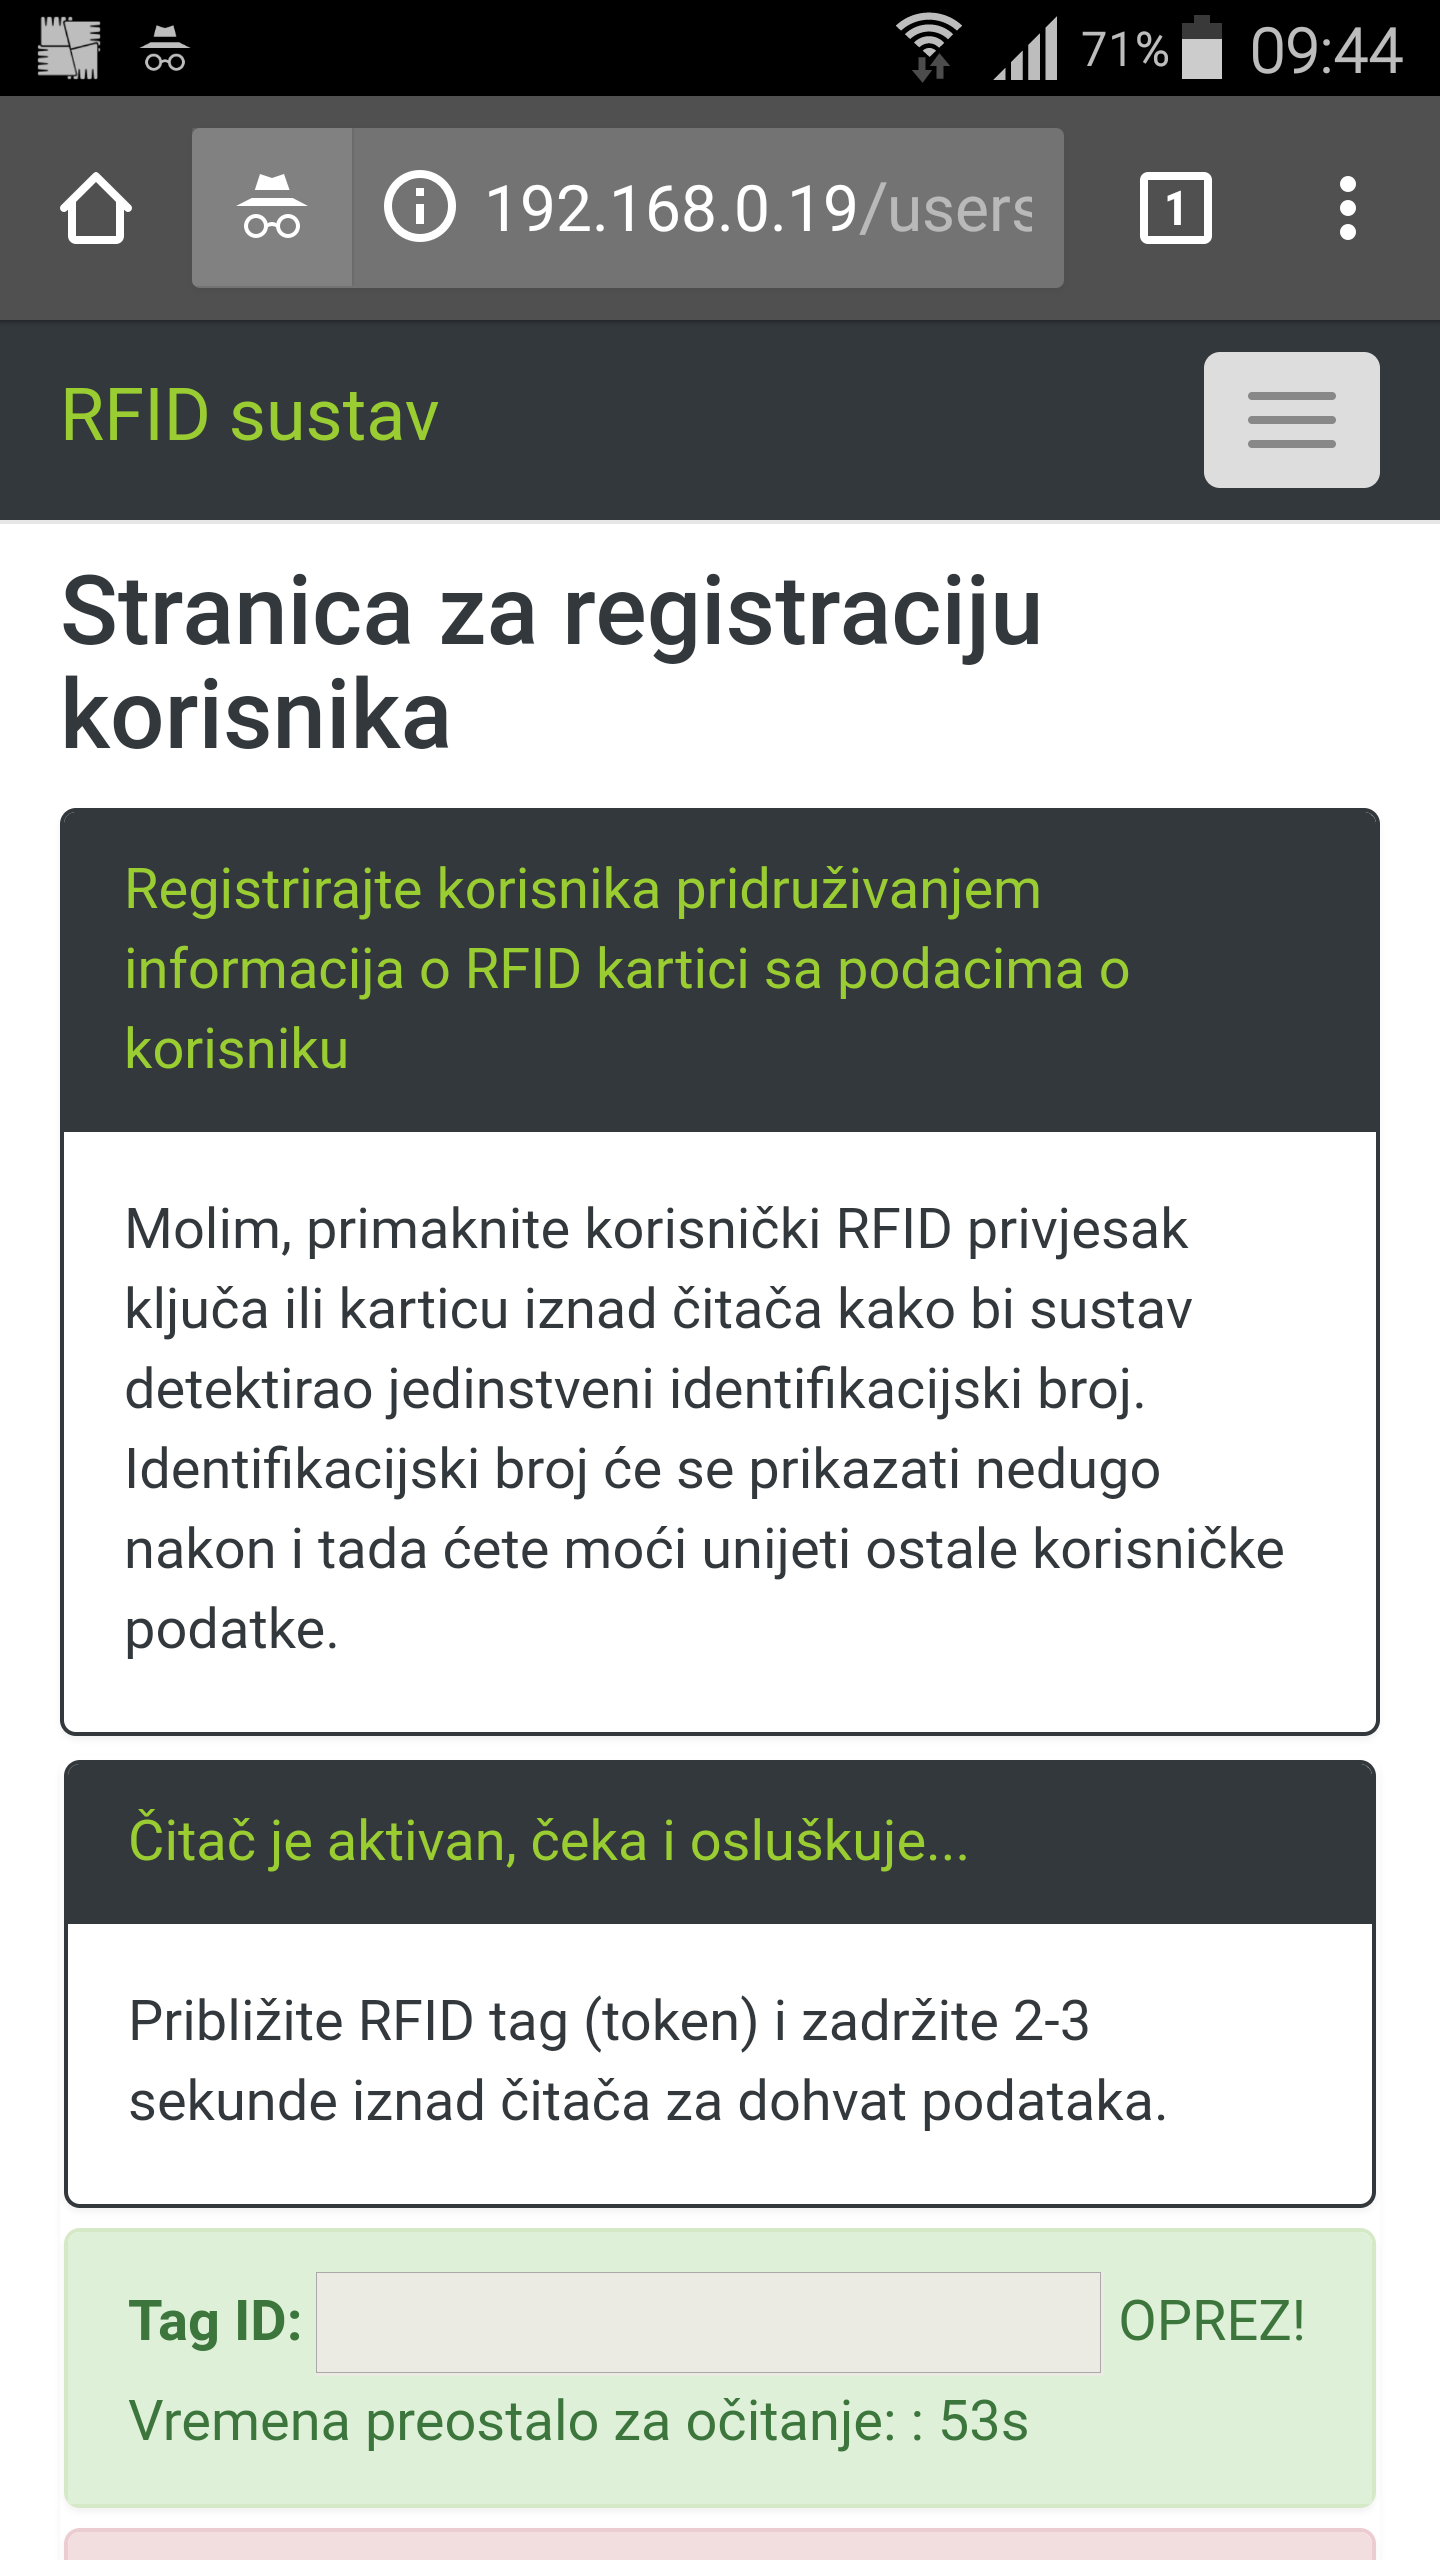 71% 09:44
192.168.0.19/users
1
RFID sustav
Stranica za registraciju
korisnika
Registrirajte korisnika pridruživanjem
informacija o RFID kartici sa podacima o
korisniku
Molim, primaknite korisnički RFID privjesak
ključa ili karticu iznad čitača kako bi sustav
detektirao jedinstveni identifikacijski broj.
Identifikacijski broj će se prikazati nedugo
nakon i tada ćete moći unijeti ostale korisničke
podatke.
Čitač je aktivan, čeka i osluškuje...
Približite RFID tag (token) i zadržite 2-3
sekunde iznad čitača za dohvat podataka.
Tag ID: OPREZ!
Vremena preostalo za očitanje: : 53s